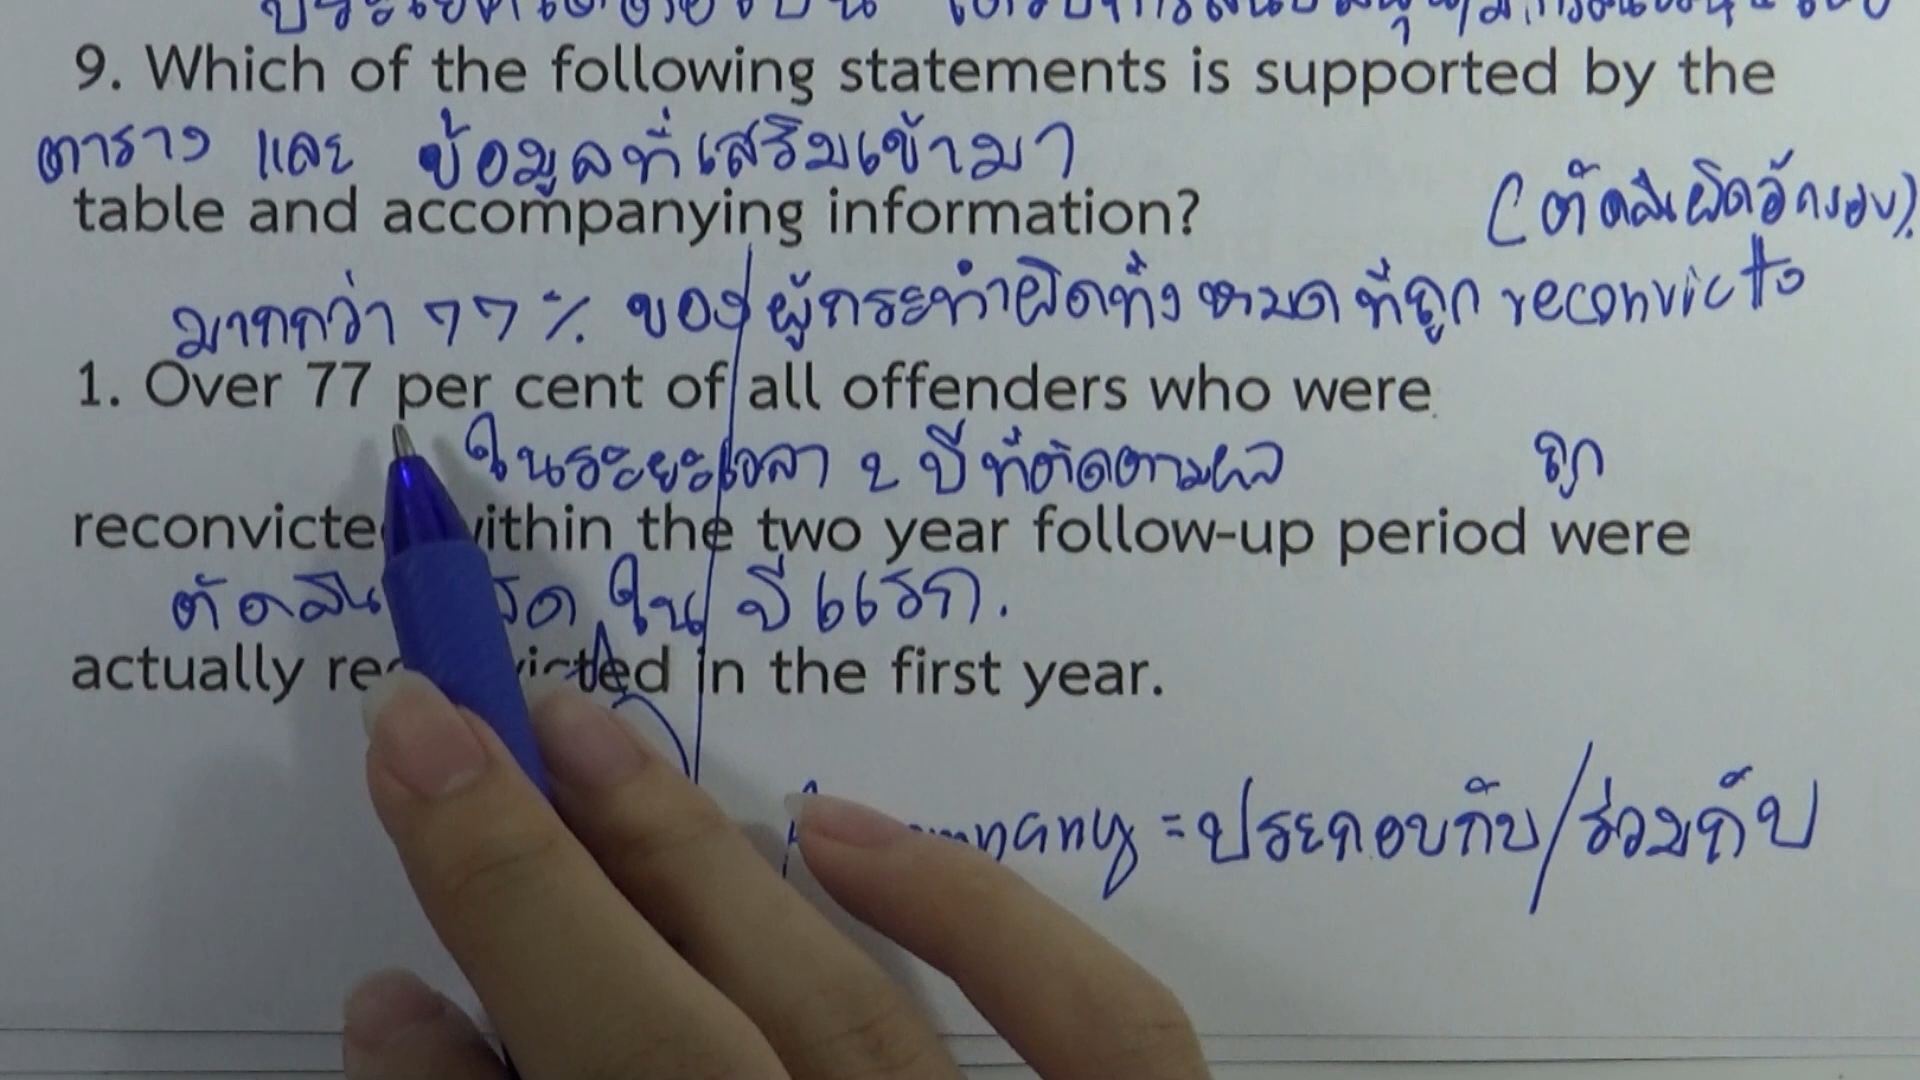 9. Which of the following statements is supported by the
ตาราง และ ข้อมูลที่เสริมเข้ามา
table and accompanying information?
(ตัดสินผิดอีกรอบ).
มากกว่า 77 % ของ ผู้กระทำผิดทั้งหมด ที่ถูก reconvict
1. Over 77 per cent of all offenders who were
ในระยะเวลา 2 ปีที่ติดตามผล ถูก
reconvicted within the two year follow-up period were
ตัดสิน ใน ปีแรก.
actually in the first year.
= ประกอบกับ/ร่วมกับ